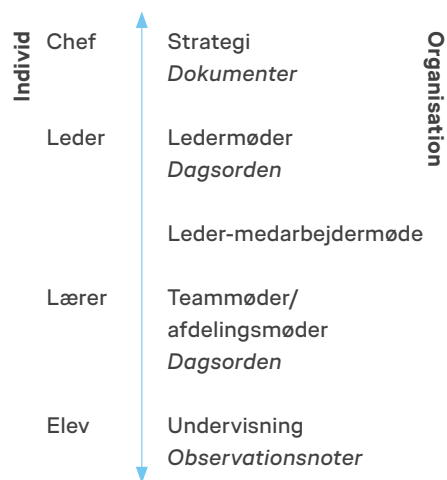 Individ
Organisation
Chef
Strategi
Dokumenter
Leder
Ledermøder
Dagsorden
Leder-medarbejdermøde
Lærer
Teammøder/
afdelingsmøder
Dagsorden
Elev
Undervisning
Observationsnoter